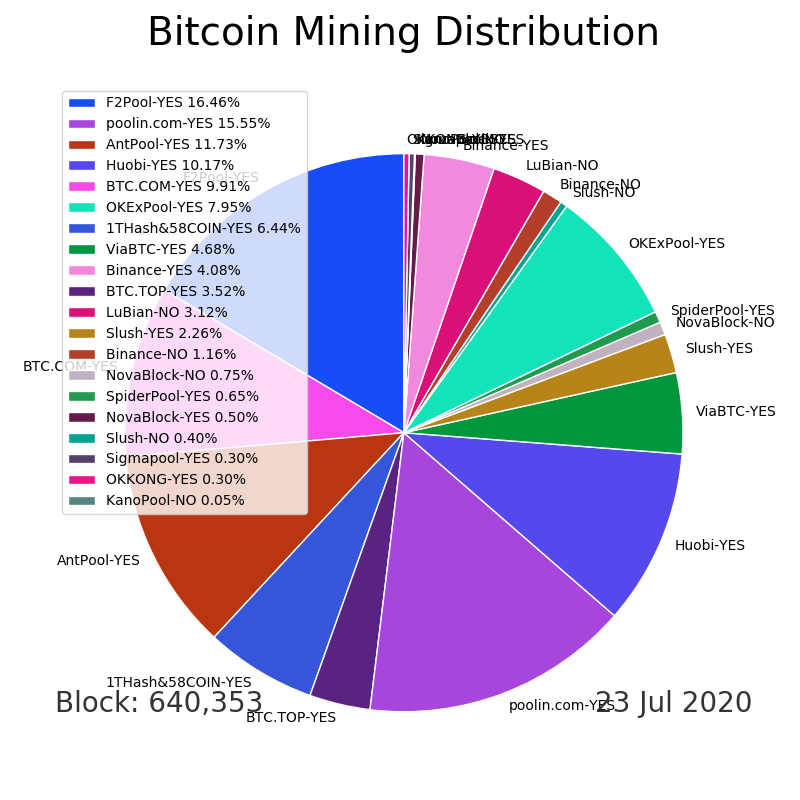 Bitcoin Mining Distribution
F2Pool-YES 16.46%
poolin.com-YES 15.55%
AntPool-YES 11.73%
Huobi-YES 10.17%
BTC.COM-YES 9.91%
OKExPool-YES 7.95%
1THash&58COIN-YES 6.44%
ViaBTC-YES 4.68%
Binance-YES 4.08%
BTC.TOP-YES 3.52%
LuBian-NO 3.12%
Slush-YES 2.26%
Binance-NO 1.16%
NovaBlock-NO 0.75%
SpiderPool-YES 0.65%
NovaBlock-YES 0.50%
Slush-NO 0.40%
Sigmapool-YES 0.30%
OKKONG-YES 0.30%
KanoPool-NO 0.05%
Binance-YES
LuBian-NO
F2Pool-YES
Binance-NO
Slush-NO
OKExPool-YES
SpiderPool-YES
NovaBlock-NO
Slush-YES
BTC.COM-YES
ViaBTC-YES
Huobi-YES
AntPool-YES
1THash&58COIN-YES
poolin.com-YES
BTC.TOP-YES
Block: 640,353
23 Jul 2020